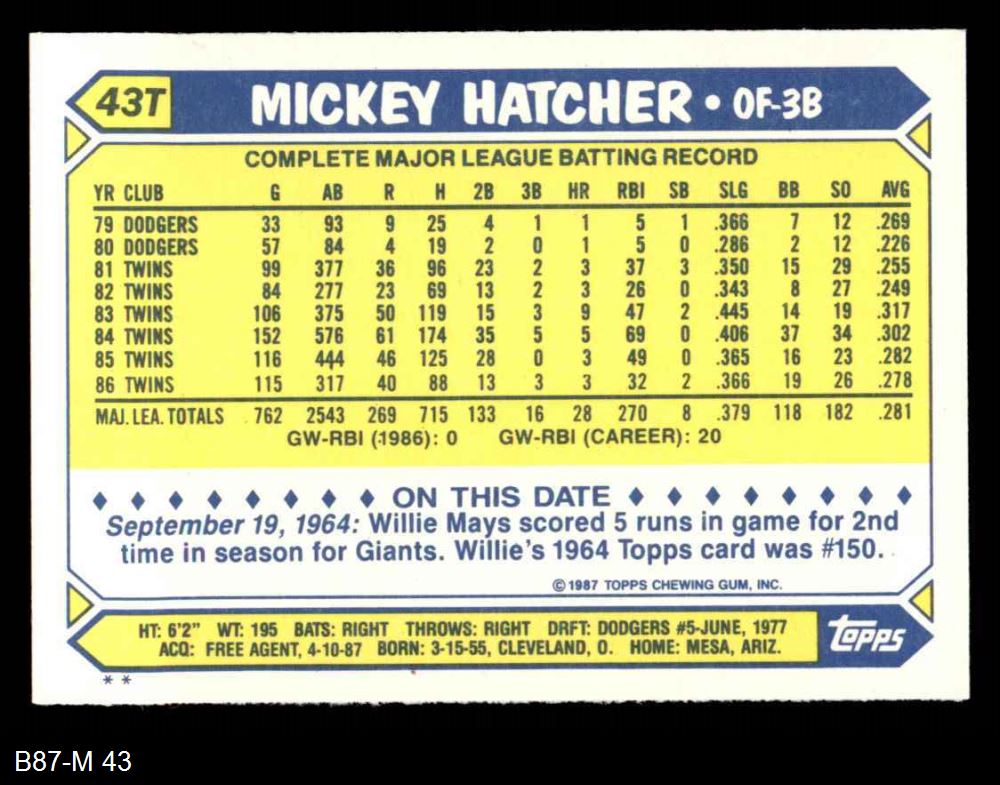 43T MICKEY HATCHER • OF-3B
COMPLETE MAJOR LEAGUE BATTING RECORD
YR CLUB G AB R H 2B 3B HR RBI SB SLG BB SO AVG
79 DODGERS 33 93 9 25 4 1 1 5 1 .366 7 12 .269
80 DODGERS 57 84 4 19 2 0 1 5 0 .286 2 12 .226
81 TWINS 99 377 36 96 23 2 3 37 3 .350 15 29 .255
82 TWINS 84 277 23 69 13 2 3 26 0 .343 8 27 .249
83 TWINS 106 375 50 119 15 3 9 47 2 .445 14 19 .317
84 TWINS 152 576 61 174 35 5 5 69 0 .406 37 34 .302
85 TWINS 116 444 46 125 28 0 3 49 0 .365 16 23 .282
86 TWINS 115 317 40 88 13 3 3 32 2 .366 19 26 .278
MAJ. LEA. TOTALS 762 2543 269 715 133 16 28 270 8 .379 118 182 .281
GW-RBI (1986): 0 GW-RBI (CAREER): 20
♦ ♦ ♦ ♦ ♦ ♦ ♦ ♦ ON THIS DATE ♦ ♦ ♦ ♦ ♦ ♦ ♦ ♦
September 19, 1964: Willie Mays scored 5 runs in game for 2nd
time in season for Giants. Willie's 1964 Topps card was #150.
© 1987 TOPPS CHEWING GUM, INC.
HT: 6'2" WT: 195 BATS: RIGHT THROWS: RIGHT DRFT: DODGERS #5-JUNE, 1977
ACQ: FREE AGENT, 4-10-87 BORN: 3-15-55, CLEVELAND, O. HOME: MESA, ARIZ.
topps
* *
B87-M 43